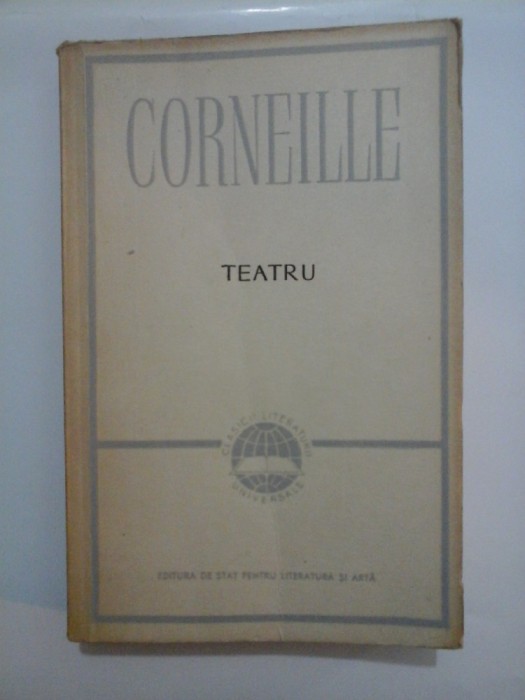 CORNEILLE
TEATRU
CLASICII LITERATURII
UNIVERSALE
EDITURA DE STAT PENTRU LITERATURĂ ȘI ARTĂ